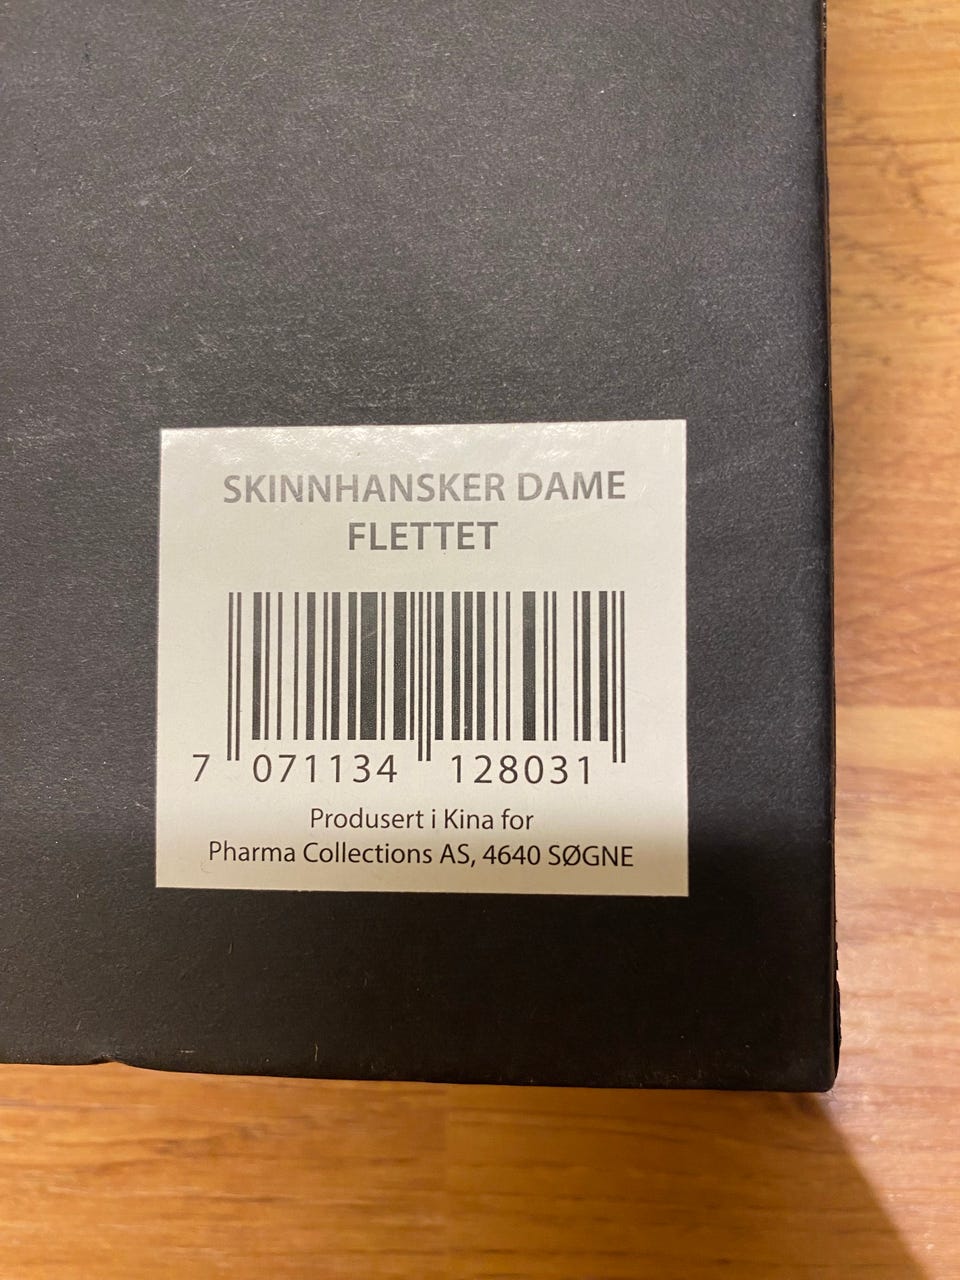 SKINNHANSKER DAME
FLETTET
7 071134 128031
Produsert i Kina for
Pharma Collections AS, 4640 SØGNE